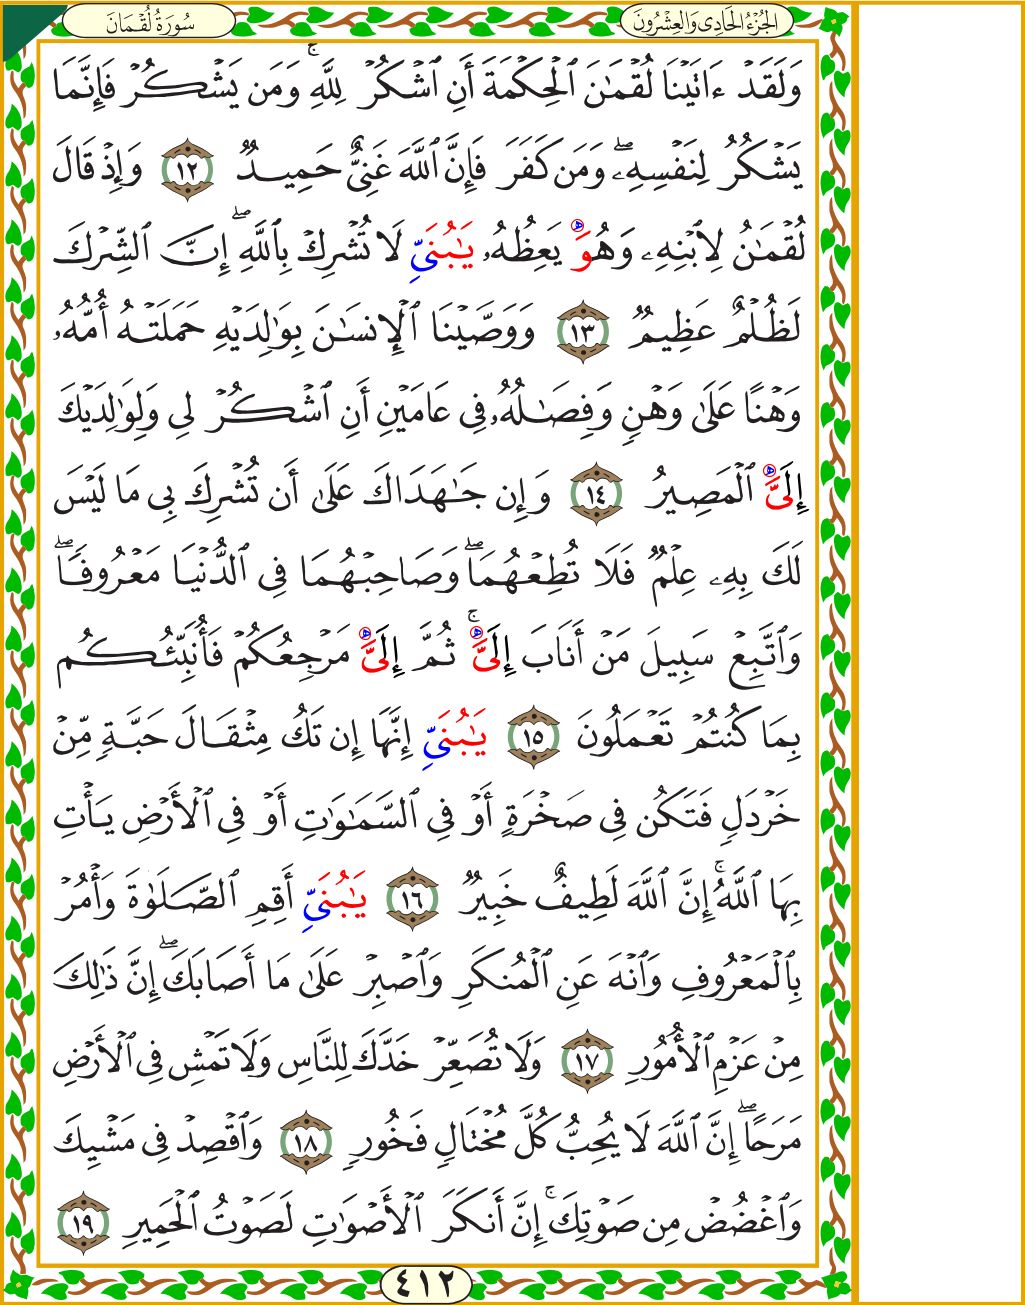 الجُزْءُ الحَادِي وَالعِشْرُونَ
سُورَةُ لُقْمَانَ
وَلَقَدۡ ءَاتَيۡنَا لُقۡمَٰنَ ٱلۡحِكۡمَةَ أَنِ ٱشۡكُرۡ لِلَّهِۚ وَمَن يَشۡكُرۡ فَإِنَّمَا
يَشۡكُرُ لِنَفۡسِهِۦۖ وَمَن كَفَرَ فَإِنَّ ٱللَّهَ غَنِيٌّ حَمِيدٞ ١٢ وَإِذۡ قَالَ
لُقۡمَٰنُ لِٱبۡنِهِۦ وَهُوَ يَعِظُهُۥ يَٰبُنَيِّ لَا تُشۡرِكۡ بِٱللَّهِۖ إِنَّ ٱلشِّرۡكَ
لَظُلۡمٌ عَظِيمٞ ١٣ وَوَصَّيۡنَا ٱلۡإِنسَٰنَ بِوَٰلِدَيۡهِ حَمَلَتۡهُ أُمُّهُۥ
وَهۡنًا عَلَىٰ وَهۡنٖ وَفِصَٰلُهُۥ فِي عَامَيۡنِ أَنِ ٱشۡكُرۡ لِي وَلِوَٰلِدَيۡكَ
إِلَيَّ ٱلۡمَصِيرُ ١٤ وَإِن جَٰهَدَاكَ عَلَىٰ أَن تُشۡرِكَ بِي مَا لَيۡسَ
لَكَ بِهِۦ عِلۡمٞ فَلَا تُطِعۡهُمَاۖ وَصَاحِبۡهُمَا فِي ٱلدُّنۡيَا مَعۡرُوفٗاۖ
وَٱتَّبِعۡ سَبِيلَ مَنۡ أَنَابَ إِلَيَّۚ ثُمَّ إِلَيَّ مَرۡجِعُكُمۡ فَأُنَبِّئُكُم
بِمَا كُنتُمۡ تَعۡمَلُونَ ١٥ يَٰبُنَيِّ إِنَّهَا إِن تَكُ مِثۡقَالَ حَبَّةٖ مِّنۡ
خَرۡدَلٖ فَتَكُن فِي صَخۡرَةٍ أَوۡ فِي ٱلسَّمَٰوَٰتِ أَوۡ فِي ٱلۡأَرۡضِ يَأۡتِ
بِهَا ٱللَّهُۚ إِنَّ ٱللَّهَ لَطِيفٌ خَبِيرٞ ١٦ يَٰبُنَيِّ أَقِمِ ٱلصَّلَوٰةَ وَأۡمُرۡ
بِٱلۡمَعۡرُوفِ وَٱنۡهَ عَنِ ٱلۡمُنكَرِ وَٱصۡبِرۡ عَلَىٰ مَا أَصَابَكَۖ إِنَّ ذَٰلِكَ
مِنۡ عَزۡمِ ٱلۡأُمُورِ ١٧ وَلَا تُصَعِّرۡ خَدَّكَ لِلنَّاسِ وَلَا تَمۡشِ فِي ٱلۡأَرۡضِ
مَرَحًاۖ إِنَّ ٱللَّهَ لَا يُحِبُّ كُلَّ مُخۡتَالٖ فَخُورٖ ١٨ وَٱقۡصِدۡ فِي مَشۡيِكَ
وَٱغۡضُضۡ مِن صَوۡتِكَۚ إِنَّ أَنكَرَ ٱلۡأَصۡوَٰتِ لَصَوۡتُ ٱلۡحَمِيرِ ١٩
٤١٢